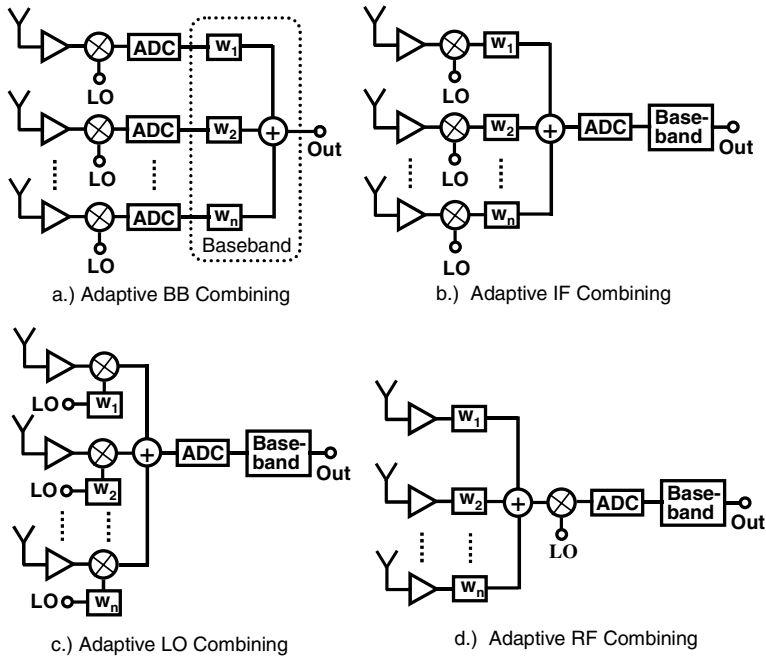 ADC
w1
LO
ADC
w2
+
Out
LO
ADC
wn
LO
Baseband
a.) Adaptive BB Combining
w1
LO
w2
+
ADC
Base-
band
Out
LO
wn
LO
b.) Adaptive IF Combining
LO
w1
+
ADC
Base-
band
Out
LO
w2
LO
wn
c.) Adaptive LO Combining
w1
w2
+
ADC
Base-
band
Out
LO
wn
d.) Adaptive RF Combining